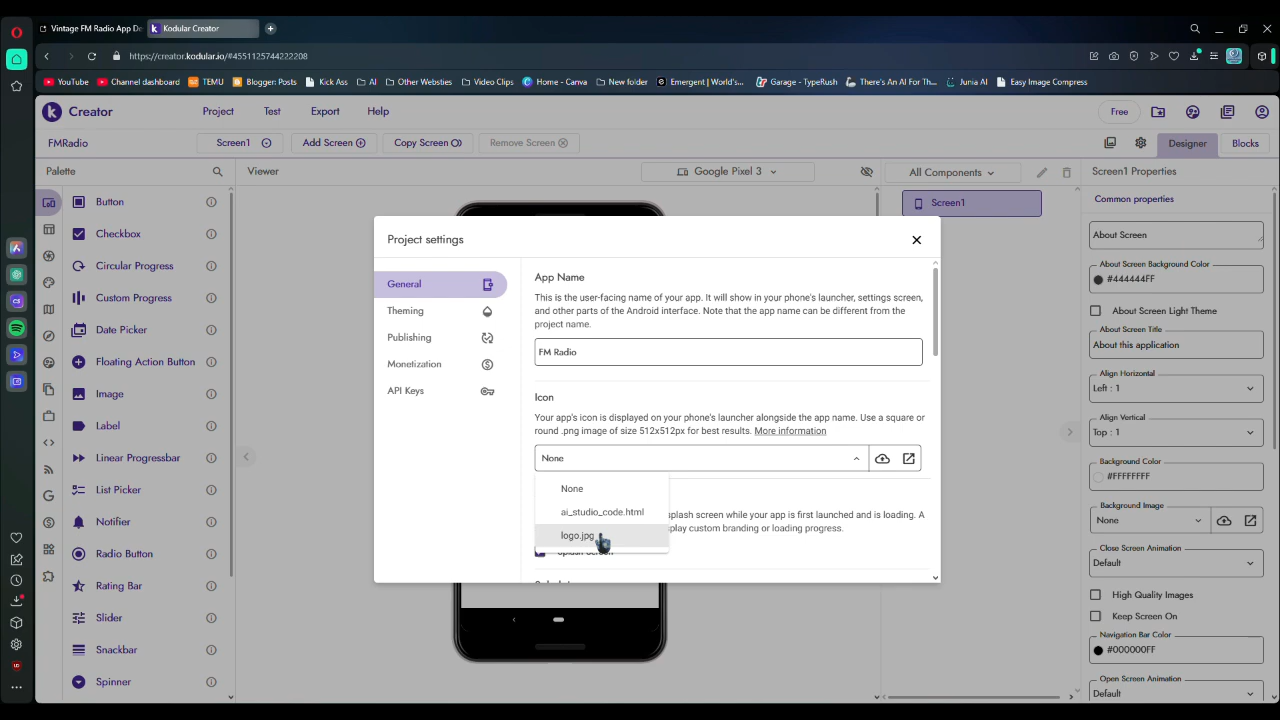 Vintage FM Radio App De
Kodular Creator
https://creator.kodular.io/#4551125744222208
YouTube
Channel dashboard
TEMU
Blogger: Posts
Kick Ass
AI
Other Websties
Video Clips
Home - Canva
New folder
Emergent | World's...
Garage - TypeRush
There's An AI For Th...
Junia AI
Easy Image Compress
Creator
Project
Test
Export
Help
Free
FMRadio
Screen1
Add Screen
Copy Screen
Remove Screen
Designer
Blocks
Palette
Viewer
Google Pixel 3
All Components
Screen1 Properties
Button
Checkbox
Circular Progress
Custom Progress
Date Picker
Floating Action Button
Image
Label
Linear Progressbar
List Picker
Notifier
Radio Button
Rating Bar
Slider
Snackbar
Spinner
Project settings
General
Theming
Publishing
Monetization
API Keys
App Name
This is the user-facing name of your app. It will show in your phone's launcher, settings screen,
and other parts of the Android interface. Note that the app name can be different from the
project name.
FM Radio
Icon
Your app's icon is displayed on your phone's launcher alongside the app name. Use a square or
round .png image of size 512x512px for best results. More information
None
None
ai_studio_code.html
logo.jpg
splash screen while your app is first launched and is loading. A
display custom branding or loading progress.
Splash Screen
Screen1
Common properties
About Screen
About Screen Background Color
#444444FF
About Screen Light Theme
About Screen Title
About this application
Align Horizontal
Left : 1
Align Vertical
Top : 1
Background Color
#FFFFFFFF
Background Image
None
Close Screen Animation
Default
High Quality Images
Keep Screen On
Navigation Bar Color
#000000FF
Open Screen Animation
Default